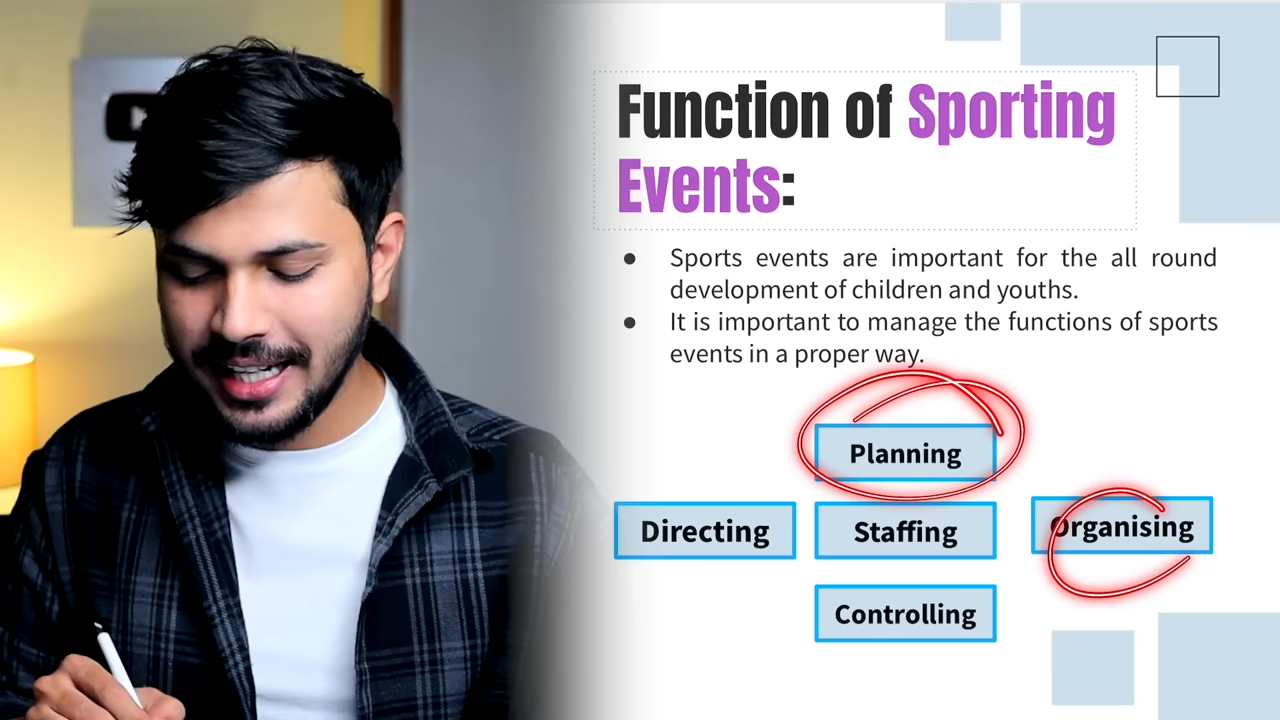 Function of Sporting
Events:
● Sports events are important for the all round
development of children and youths.
● It is important to manage the functions of sports
events in a proper way.
Planning
Directing
Staffing
Organising
Controlling